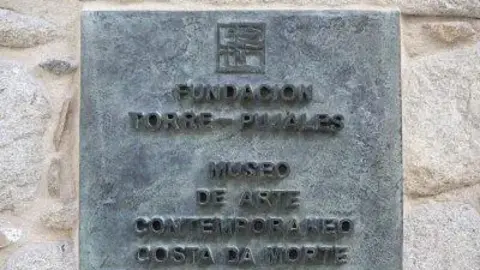 FUNDACION
TORRE-PUJALES
MUSEO
DE ARTE
CONTEMPORANEO
COSTA DA MORTE